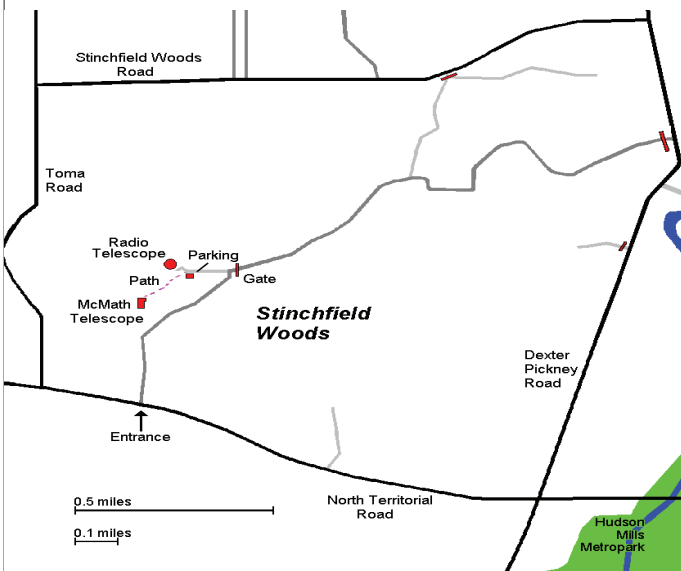 Stinchfield Woods
Road
Toma
Road
Radio
Telescope
Parking
Path
Gate
McMath
Telescope
Stinchfield
Woods
Dexter
Pickney
Road
Entrance
0.5 miles
North Territorial
Road
0.1 miles
Hudson
Mills
Metropark